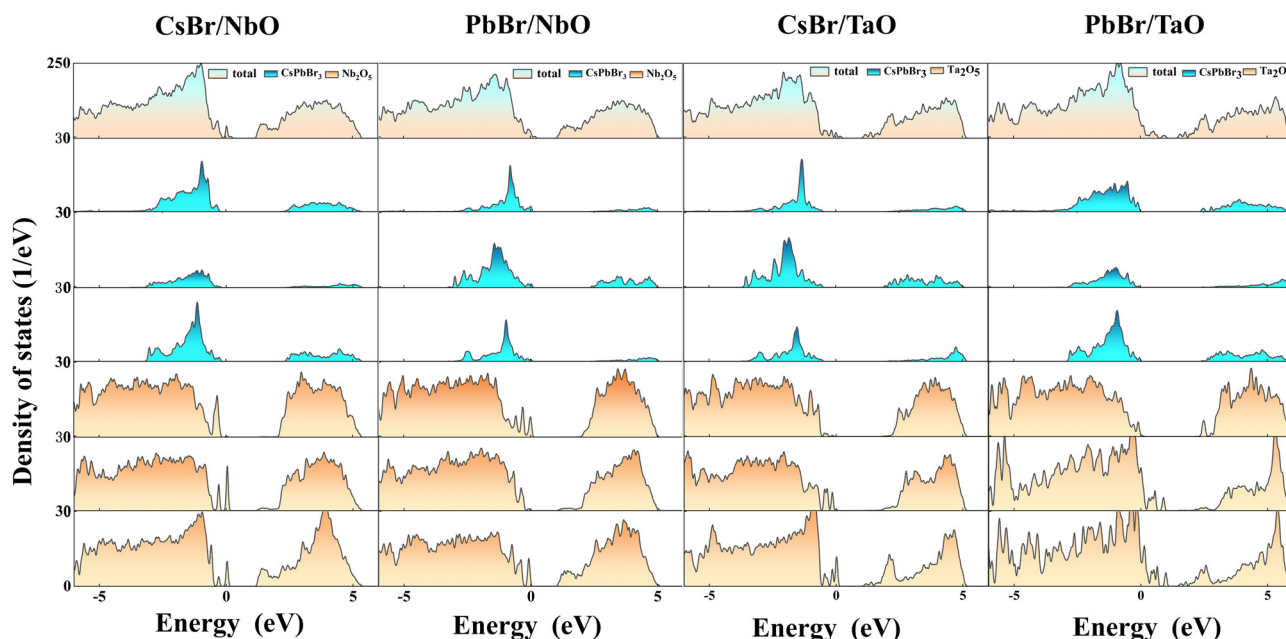 CsBr/NbO PbBr/NbO CsBr/TaO PbBr/TaO
250 total CsPbBr₃ Nb₂O₅ total CsPbBr₃ Nb₂O₅ total CsPbBr₃ Ta₂O₅ total CsPbBr₃ Ta₂O
30
30
30
30
30
30
0
Density of states (1/eV)
-5 0 5 -5 0 5 -5 0 5 -5 0 5
Energy (eV) Energy (eV) Energy (eV) Energy (eV)